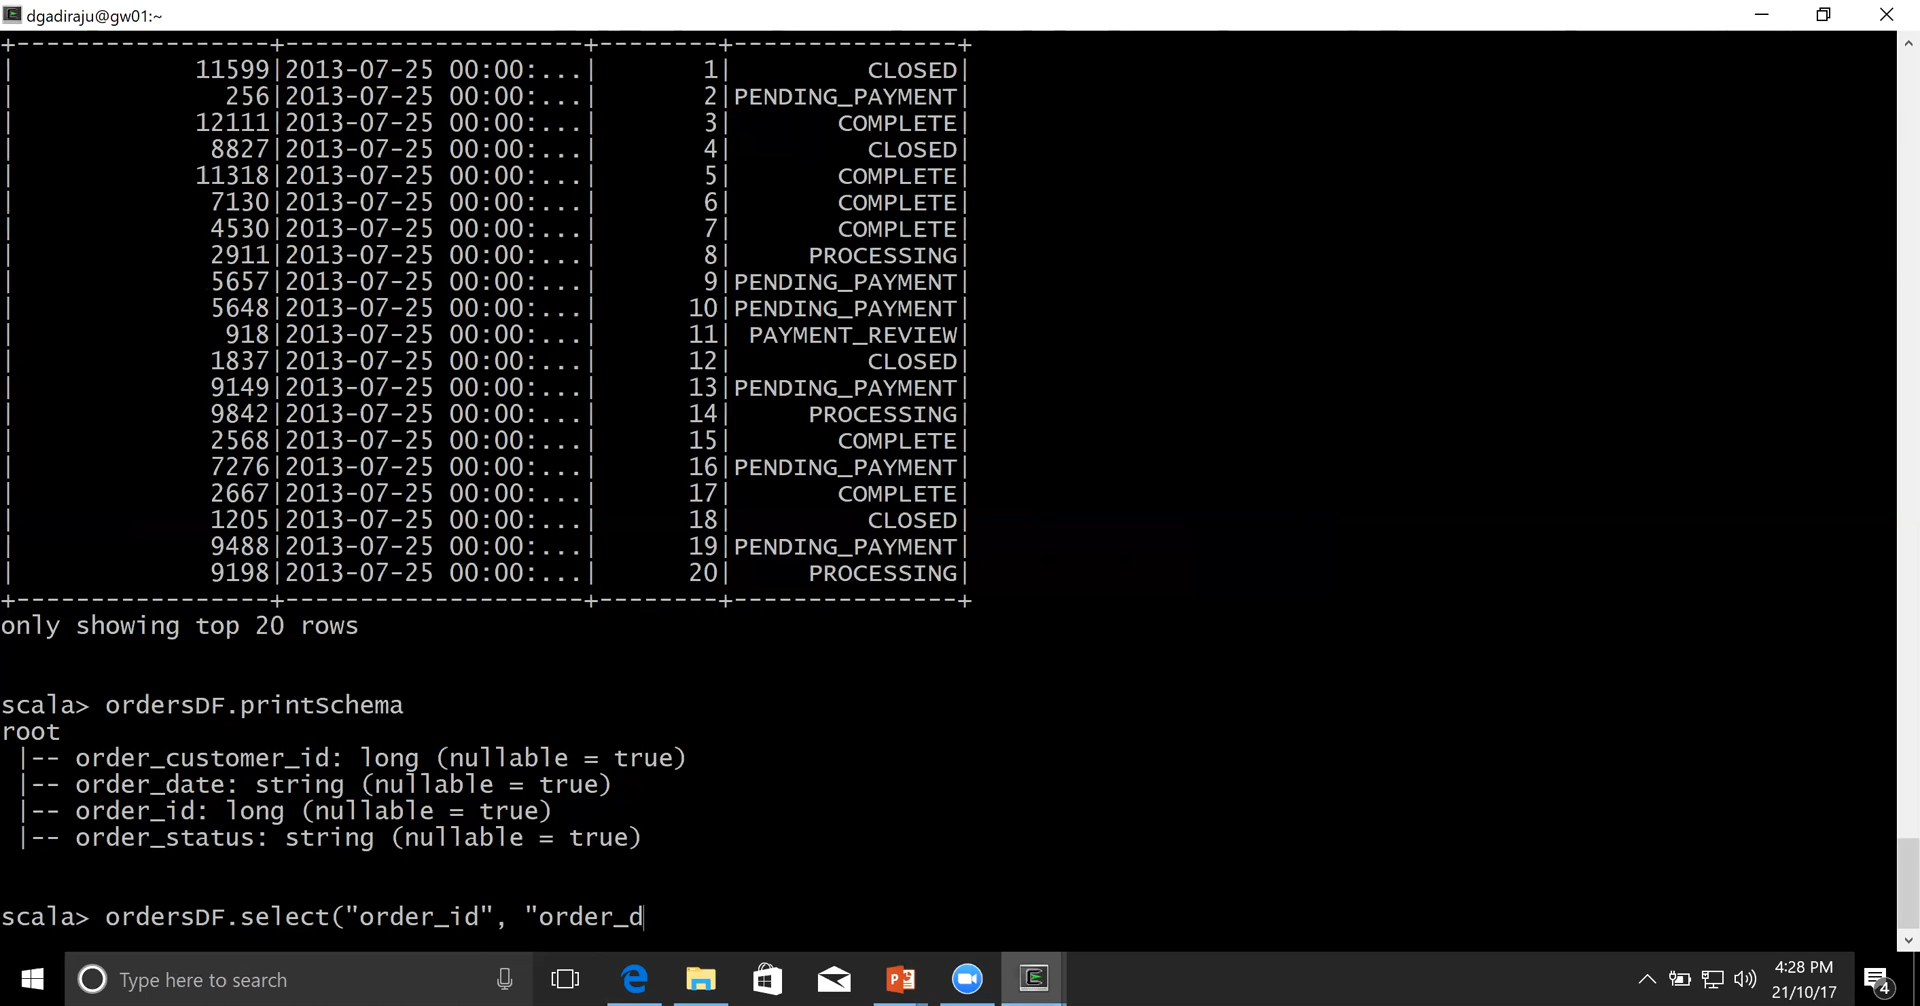 dgadiraju@gw01:~
+-----------------+--------------------+--------+---------------+
| 11599|2013-07-25 00:00:...| 1| CLOSED|
| 256|2013-07-25 00:00:...| 2|PENDING_PAYMENT|
| 12111|2013-07-25 00:00:...| 3| COMPLETE|
| 8827|2013-07-25 00:00:...| 4| CLOSED|
| 11318|2013-07-25 00:00:...| 5| COMPLETE|
| 7130|2013-07-25 00:00:...| 6| COMPLETE|
| 4530|2013-07-25 00:00:...| 7| COMPLETE|
| 2911|2013-07-25 00:00:...| 8| PROCESSING|
| 5657|2013-07-25 00:00:...| 9|PENDING_PAYMENT|
| 5648|2013-07-25 00:00:...| 10|PENDING_PAYMENT|
| 918|2013-07-25 00:00:...| 11| PAYMENT_REVIEW|
| 1837|2013-07-25 00:00:...| 12| CLOSED|
| 9149|2013-07-25 00:00:...| 13|PENDING_PAYMENT|
| 9842|2013-07-25 00:00:...| 14| PROCESSING|
| 2568|2013-07-25 00:00:...| 15| COMPLETE|
| 7276|2013-07-25 00:00:...| 16|PENDING_PAYMENT|
| 2667|2013-07-25 00:00:...| 17| COMPLETE|
| 1205|2013-07-25 00:00:...| 18| CLOSED|
| 9488|2013-07-25 00:00:...| 19|PENDING_PAYMENT|
| 9198|2013-07-25 00:00:...| 20| PROCESSING|
+-----------------+--------------------+--------+---------------+
only showing top 20 rows
scala> ordersDF.printSchema
root
|-- order_customer_id: long (nullable = true)
|-- order_date: string (nullable = true)
|-- order_id: long (nullable = true)
|-- order_status: string (nullable = true)
scala> ordersDF.select("order_id", "order_d
Type here to search
4:28 PM
21/10/17
4